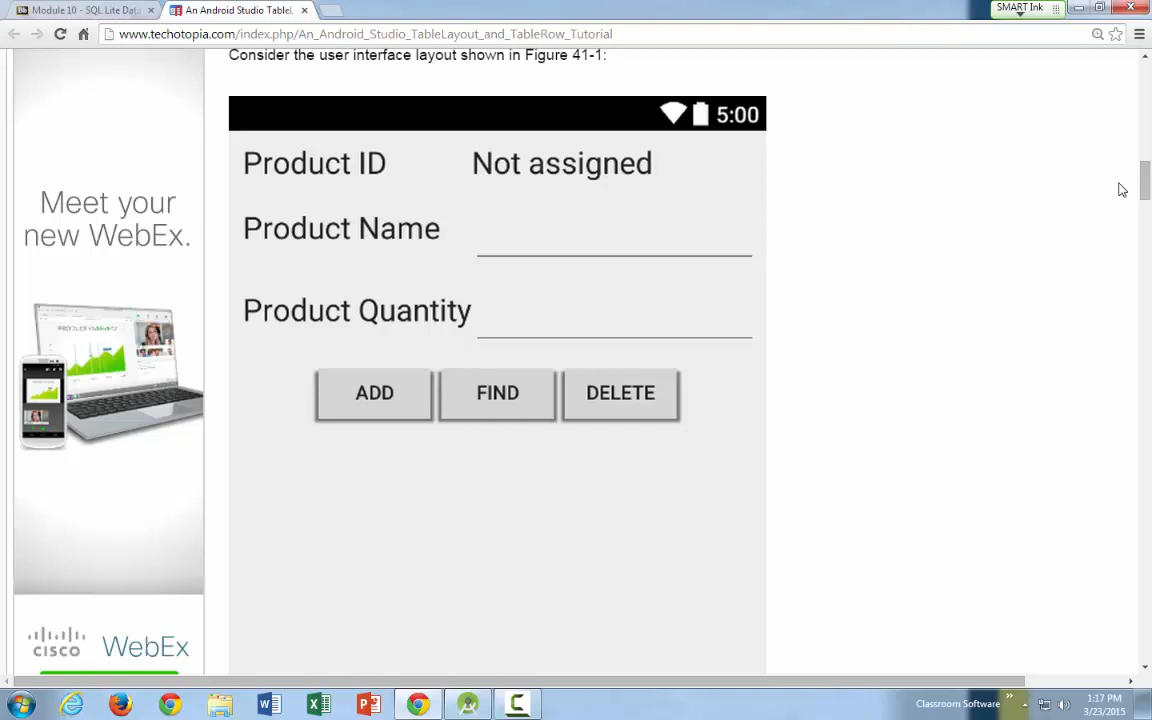 Module 10 - SQL Lite Data
An Android Studio TableL
SMART Ink
www.techotopia.com/index.php/An_Android_Studio_TableLayout_and_TableRow_Tutorial
Consider the user interface layout shown in Figure 41-1:
5:00
Product ID Not assigned
Product Name
Product Quantity
ADD FIND DELETE
Meet your
new WebEx.
CISCO WebEx
Classroom Software
1:17 PM
3/23/2015